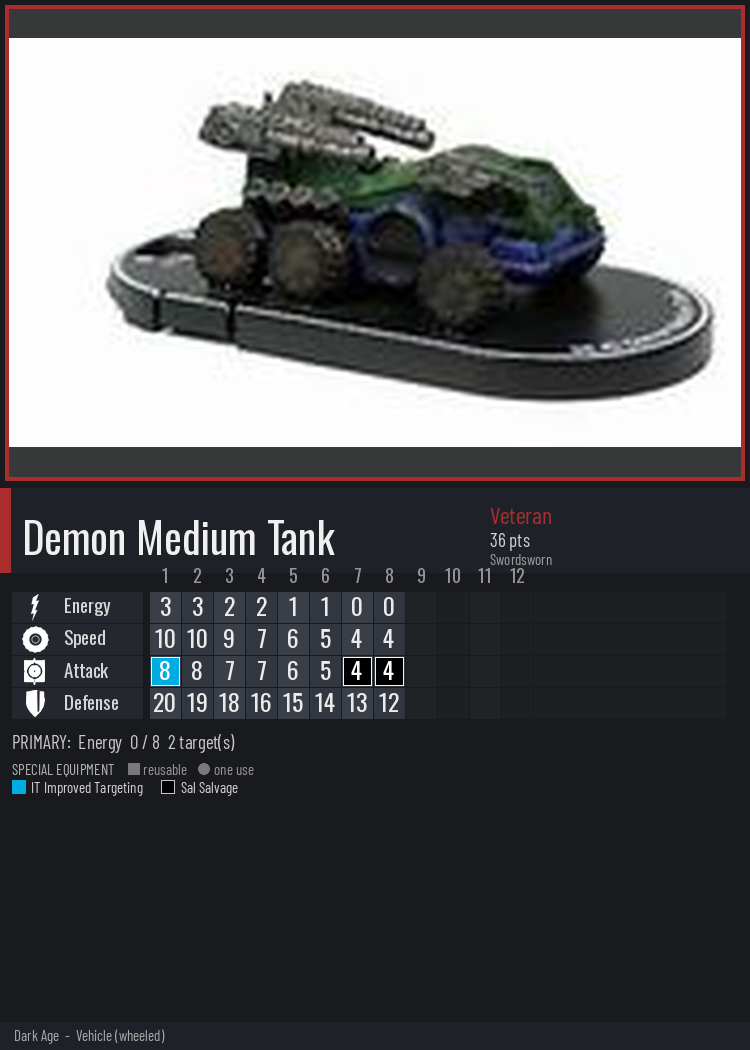 Demon Medium Tank
Veteran
36 pts
Swordsworn
1 2 3 4 5 6 7 8 9 10 11 12
Energy 3 3 2 2 1 1 0 0
Speed 10 10 9 7 6 5 4 4
Attack 8 8 7 7 6 5 4 4
Defense 20 19 18 16 15 14 13 12
PRIMARY: Energy 0 / 8 2 target(s)
SPECIAL EQUIPMENT reusable one use
IT Improved Targeting Sal Salvage
Dark Age - Vehicle (wheeled)